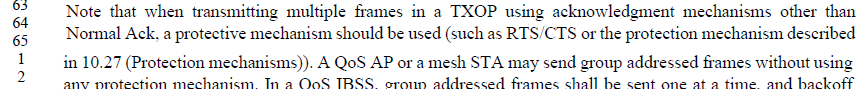 63 Note that when transmitting multiple frames in a TXOP using acknowledgment mechanisms other than
64 Normal Ack, a protective mechanism should be used (such as RTS/CTS or the protection mechanism described
65
1 in 10.27 (Protection mechanisms)). A QoS AP or a mesh STA may send group addressed frames without using
2 any protection mechanism. In a QoS IBSS, group addressed frames shall be sent one at a time, and backoff